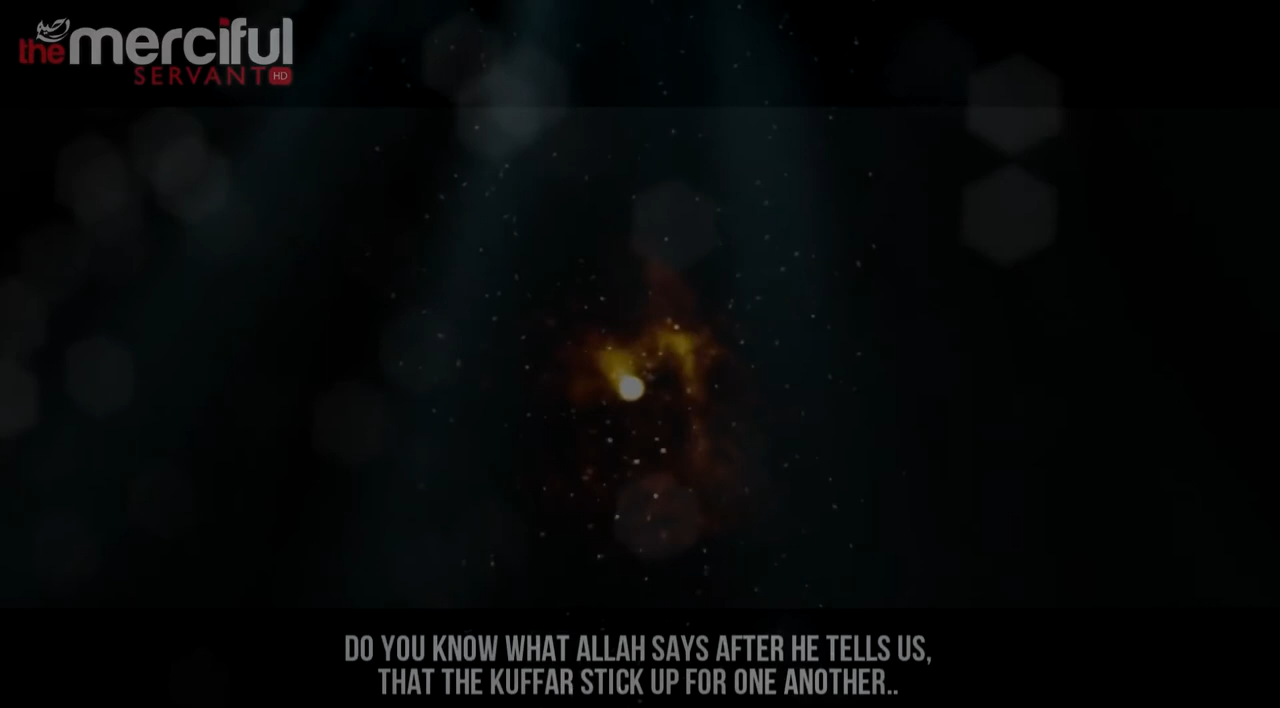 the merciful
SERVANT HD
DO YOU KNOW WHAT ALLAH SAYS AFTER HE TELLS US,
THAT THE KUFFAR STICK UP FOR ONE ANOTHER..